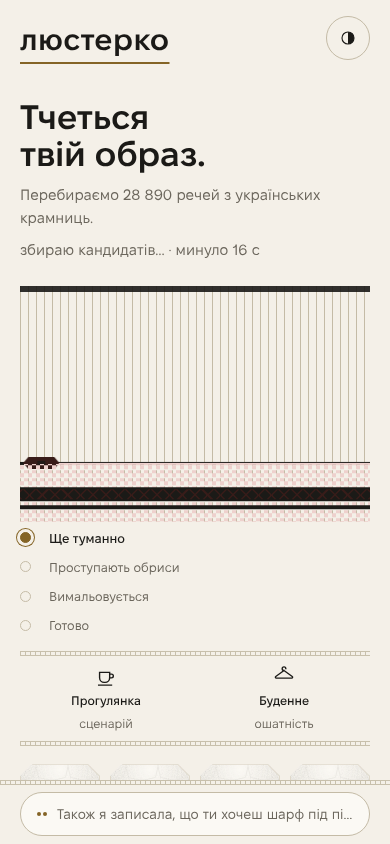 люстерко
Тчеться
твій образ.
Перебираємо 28 890 речей з українських
крамниць.
збираю кандидатів... · минуло 16 с
Ще туманно
Проступають обриси
Вимальовується
Готово
Прогулянка
Буденне
сценарій
ошатність
Також я записала, що ти хочеш шарф під пі...